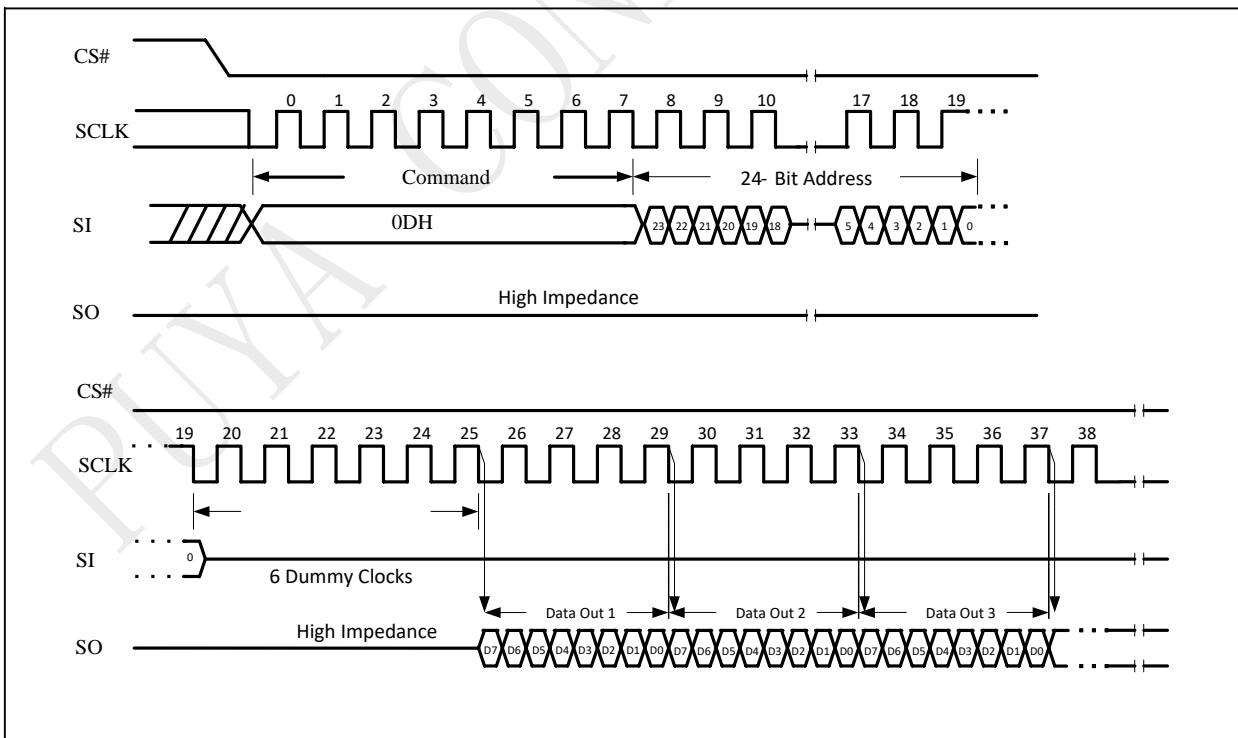 PUYA CON
CS#
0 1 2 3 4 5 6 7 8 9 10 17 18 19
SCLK
Command
24- Bit Address
SI
0DH
23 22 21 20 19 18 5 4 3 2 1 0
High Impedance
SO
CS#
19 20 21 22 23 24 25 26 27 28 29 30 31 32 33 34 35 36 37 38
SCLK
SI
0
6 Dummy Clocks
Data Out 1 Data Out 2 Data Out 3
High Impedance
SO
D7 D6 D5 D4 D3 D2 D1 D0 D7 D6 D5 D4 D3 D2 D1 D0 D7 D6 D5 D4 D3 D2 D1 D0